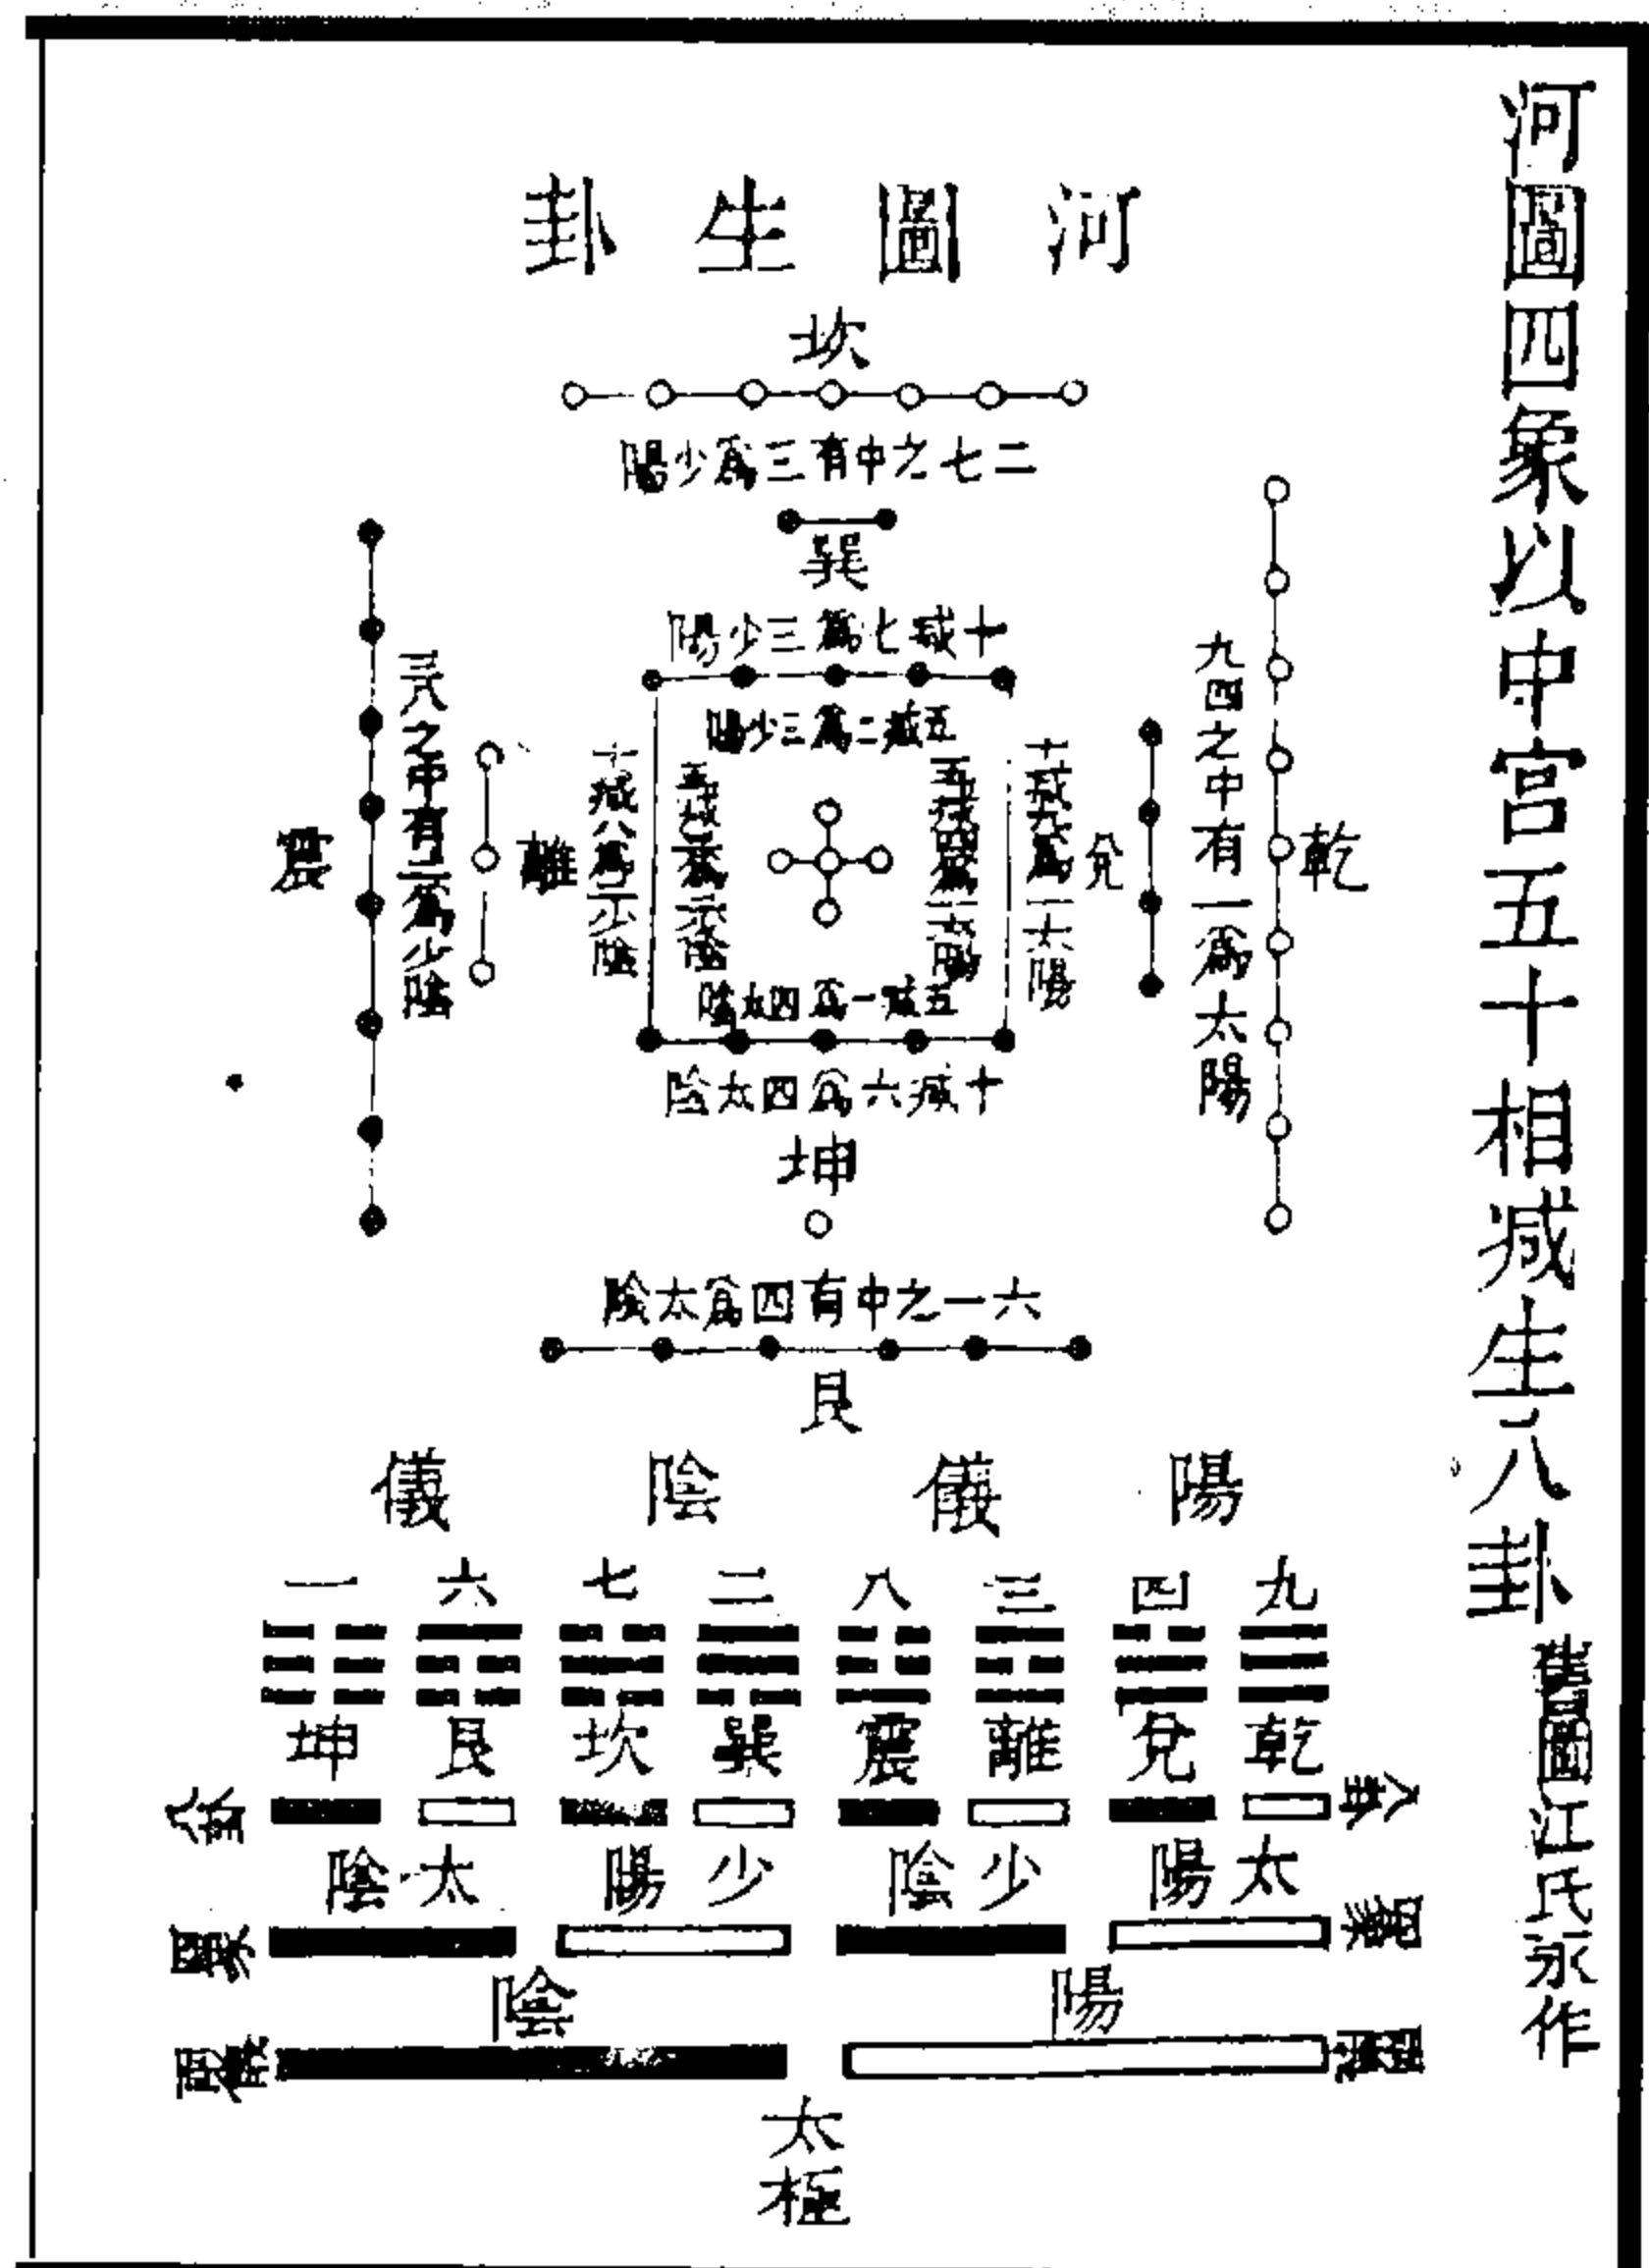 河圖四象以中宮五十相減生八卦 舊圖江氏永作
河圖生卦
坎
二七之中有三爲少陽
巽
十減七爲三少陽
五減二爲三少陽
乾
九四之中有一爲太陽
兌
十減九爲一太陽
五減四爲一太陽
五減三爲二少陰
十減八爲二少陰
離
三八之中有二爲少陰
震
五減一爲四太陰
十減六爲四太陰
坤
六一之中有四爲太陰
艮
陽儀陰儀
九四三八二七六一
乾兌離震巽坎艮坤
太陽少陰少陽太陰
陽陰
太極